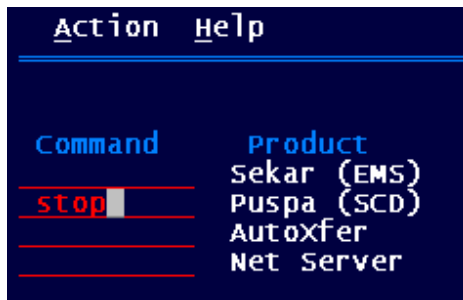 Action Help
Command Product
Sekar (EMS)
stop Puspa (SCD)
AutoXfer
Net Server